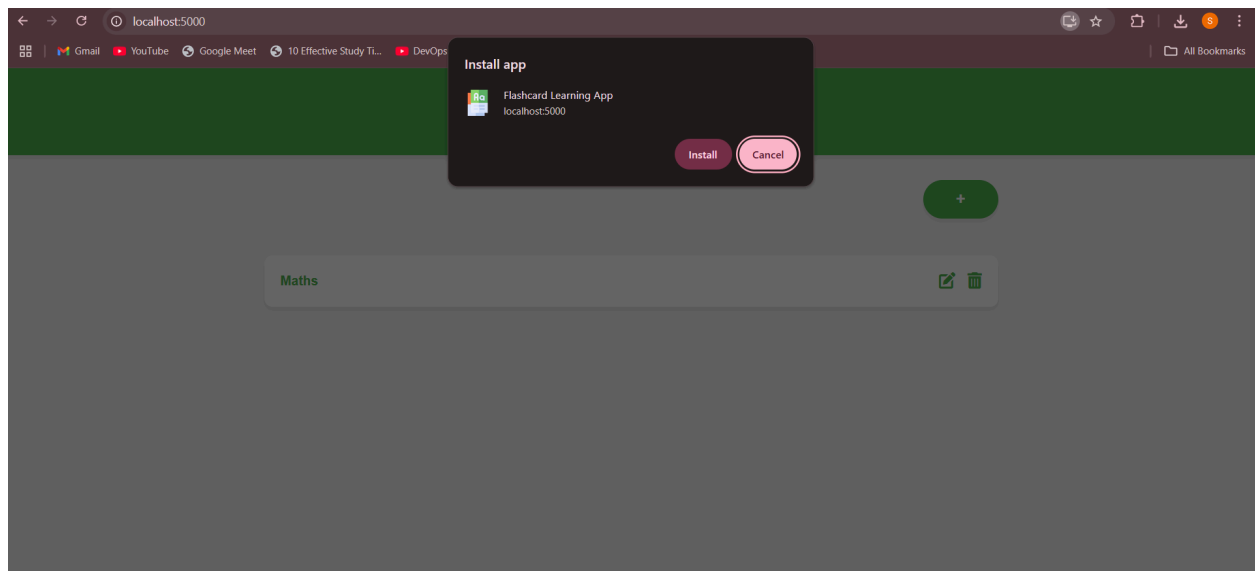 localhost:5000
Gmail YouTube Google Meet 10 Effective Study Ti... DevOps All Bookmarks
Install app
Flashcard Learning App
localhost:5000
Install Cancel
+
Maths